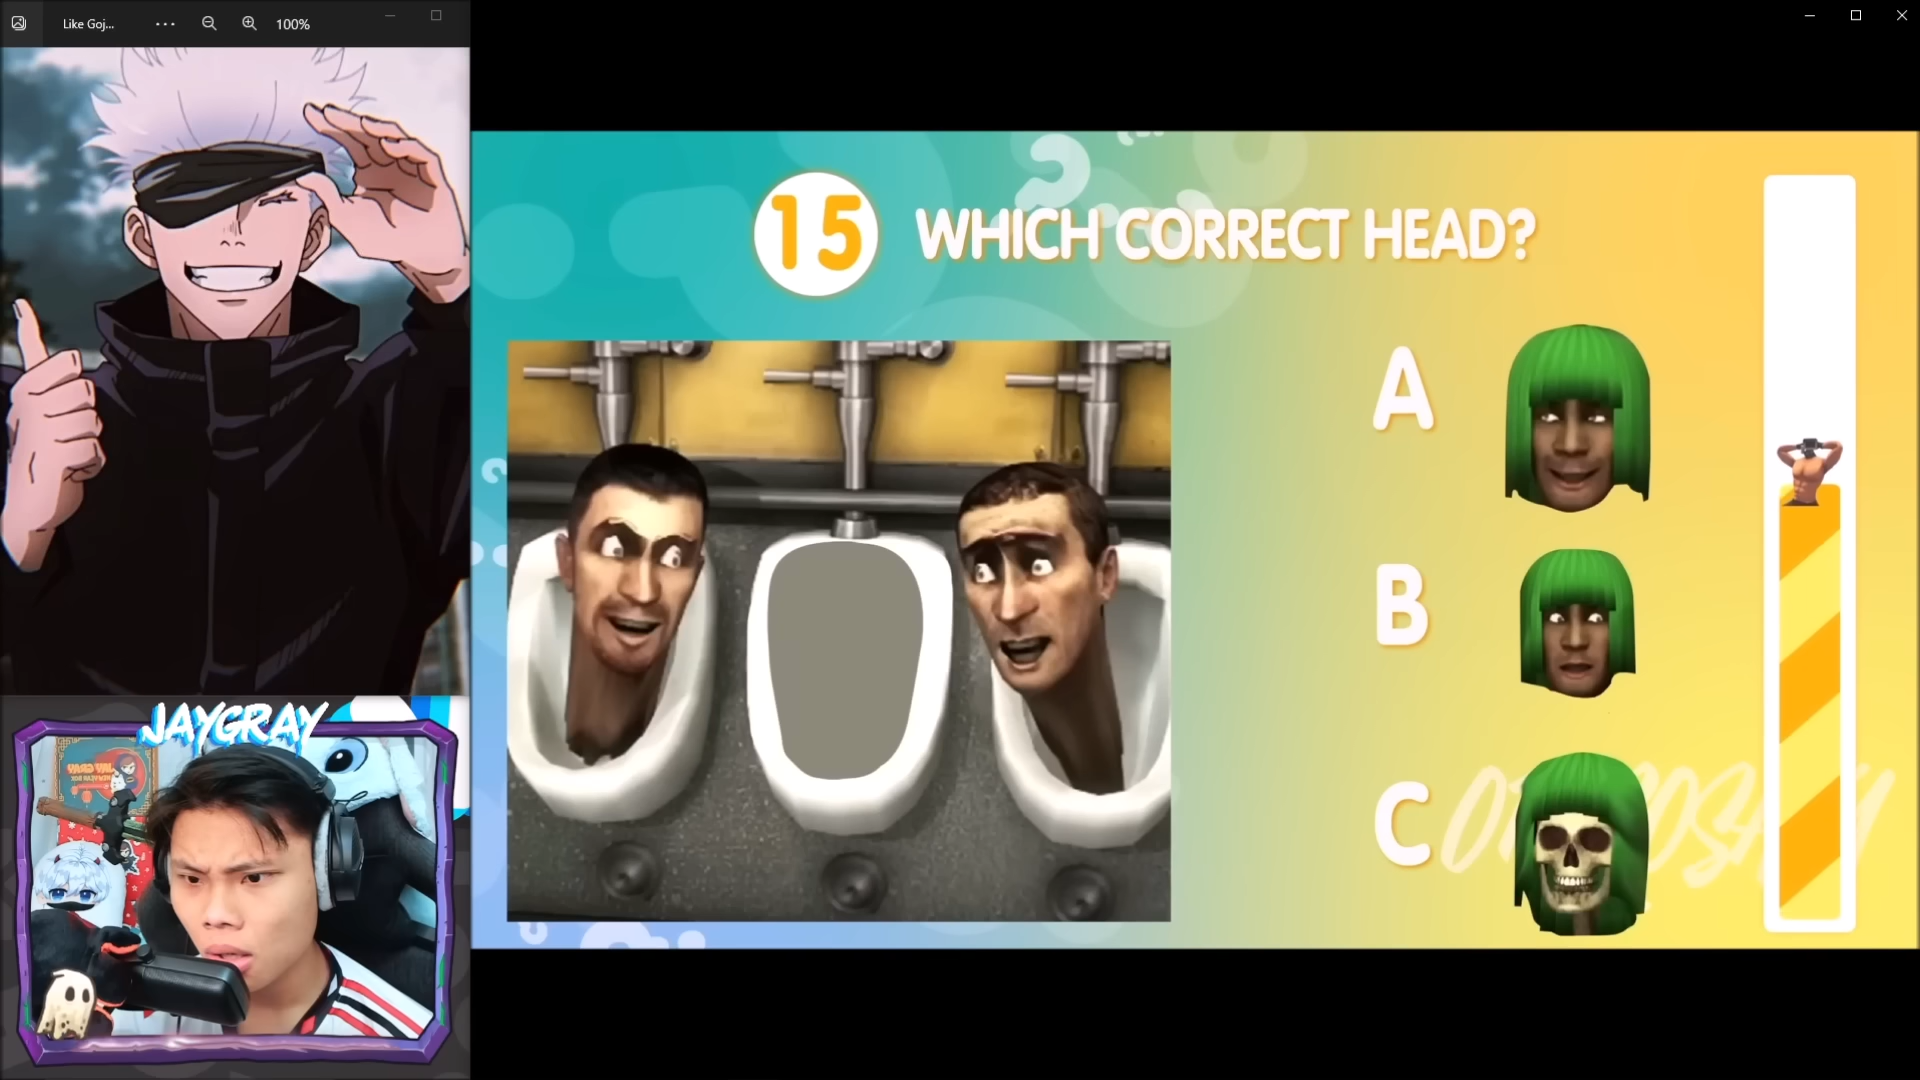 Like Goj... ... 100%
15 WHICH CORRECT HEAD?
A
B
C
JAYGRAY